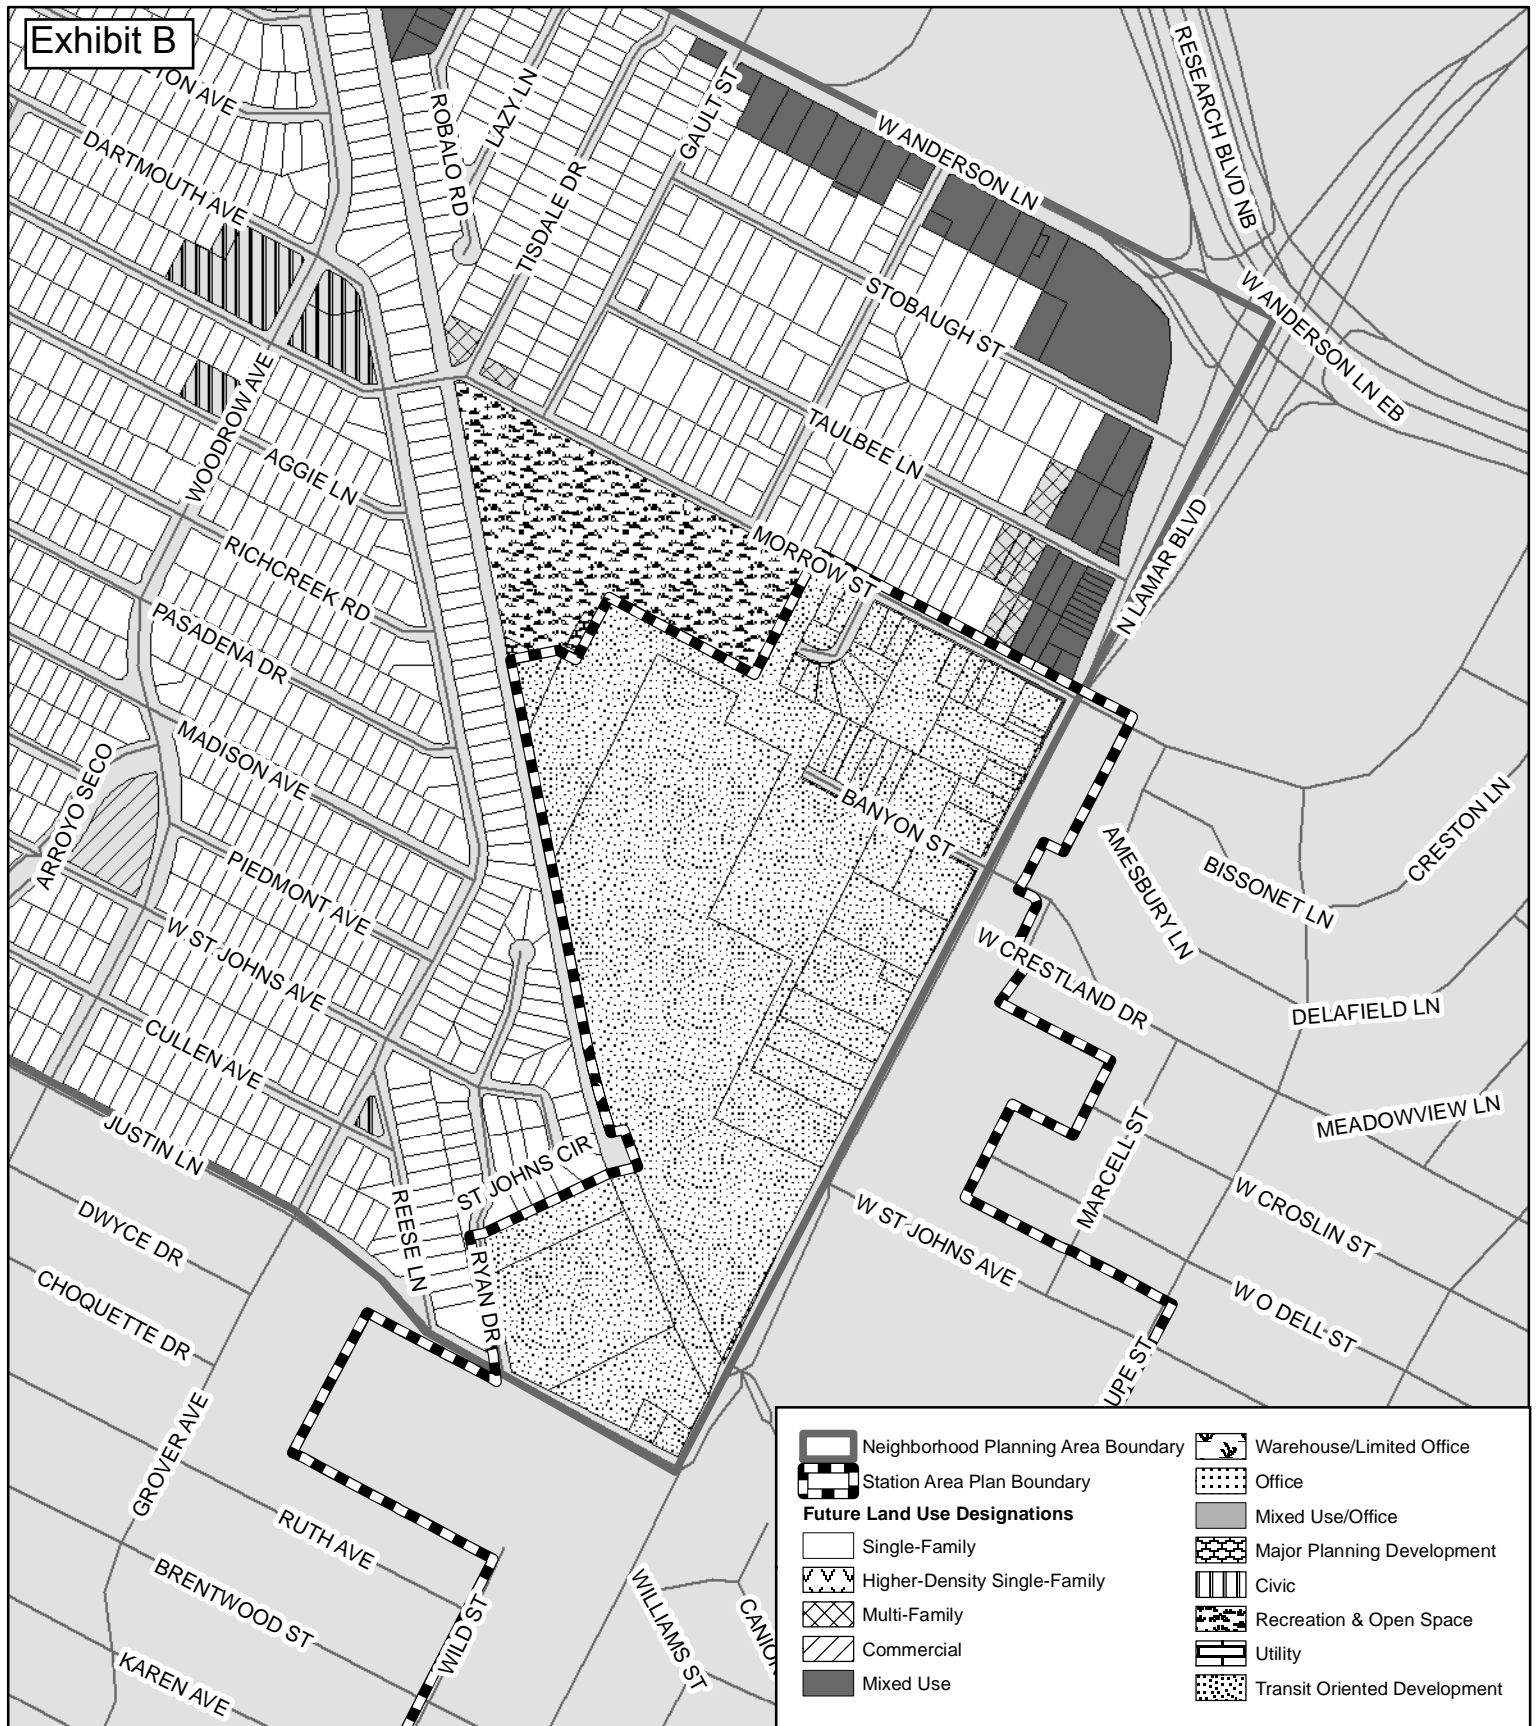 Exhibit B
TON AVE
DARTMOUTH AVE
ROBALO RD
LAZY LN
TISDALE DR
GAULT ST
W ANDERSON LN
RESEARCH BLVD NB
W ANDERSON LN EB
STOBAUGH ST
TAULBEE LN
WOODROW AVE
AGGIE LN
RICHCREEK RD
MORROW ST
N LAMAR BLVD
PASADENA DR
MADISON AVE
ARROYO SECO
PIEDMONT AVE
BANYON ST
AMESBURY LN
BISSONET LN
CRESTON LN
W ST JOHNS AVE
W CRESTLAND DR
DELAFIELD LN
CULLEN AVE
MEADOWVIEW LN
JUSTIN LN
ST JOHNS CIR
MARCELL ST
REESE LN
RYAN DR
W ST JOHNS AVE
W CROSLIN ST
DWYCE DR
CHOQUETTE DR
W O DELL ST
UPE ST
GROVER AVE
RUTH AVE
BRENTWOOD ST
WILD ST
WILLIAMS ST
KAREN AVE
Neighborhood Planning Area Boundary
Station Area Plan Boundary
Future Land Use Designations
Single-Family
Higher-Density Single-Family
Multi-Family
Commercial
Mixed Use
Warehouse/Limited Office
Office
Mixed Use/Office
Major Planning Development
Civic
Recreation & Open Space
Utility
Transit Oriented Development